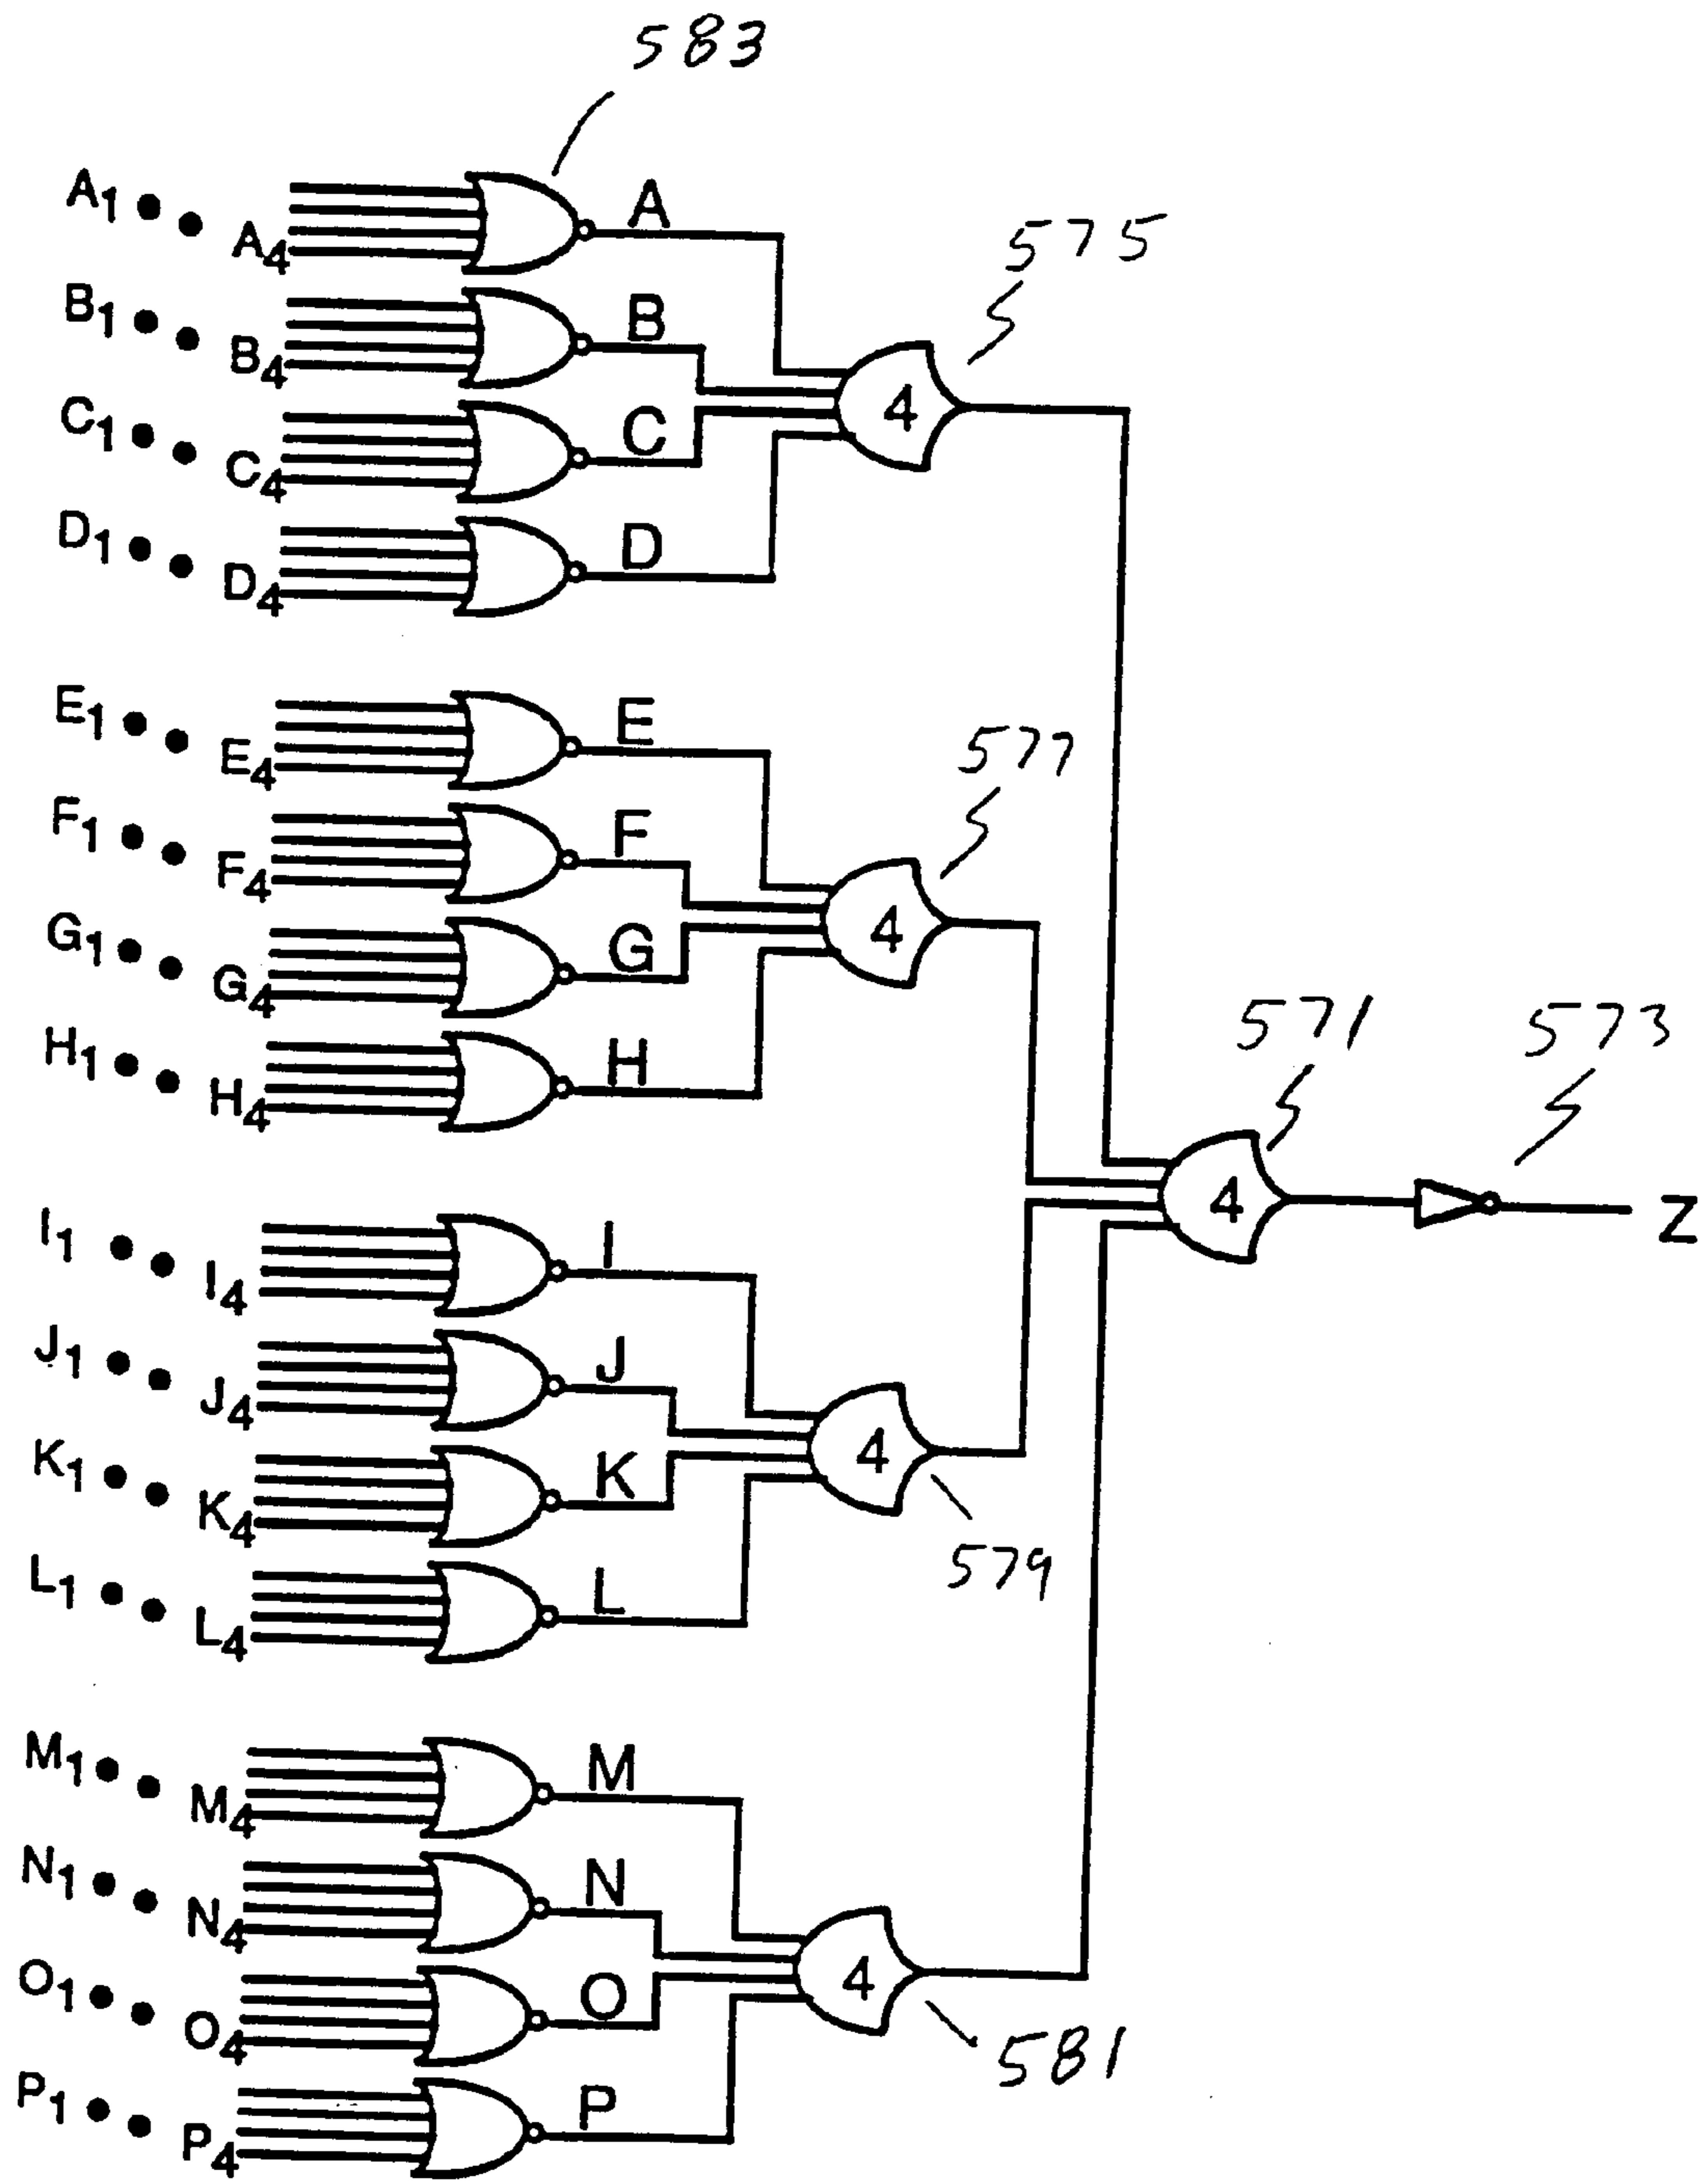 583
A1 A4 A
575
B1 B4 B
4
C1 C4 C
D1 D4 D
E1 E4 E
577
F1 F4 F
4
G1 G4 G
571
573
H1 H4 H
4
Z
I1 I4 I
J1 J4 J
4
K1 K4 K
579
L1 L4 L
M1 M4 M
N1 N4 N
4
O1 O4 O
581
P1 P4 P